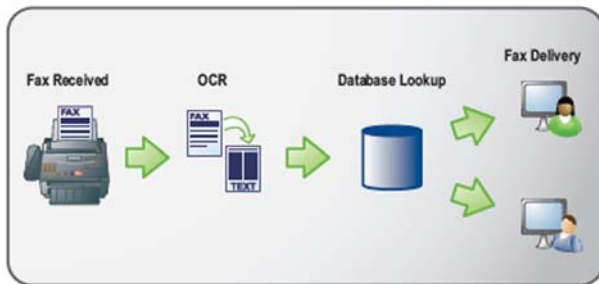 Fax Received
OCR
Database Lookup
Fax Delivery
FAX
FAX
TEXT